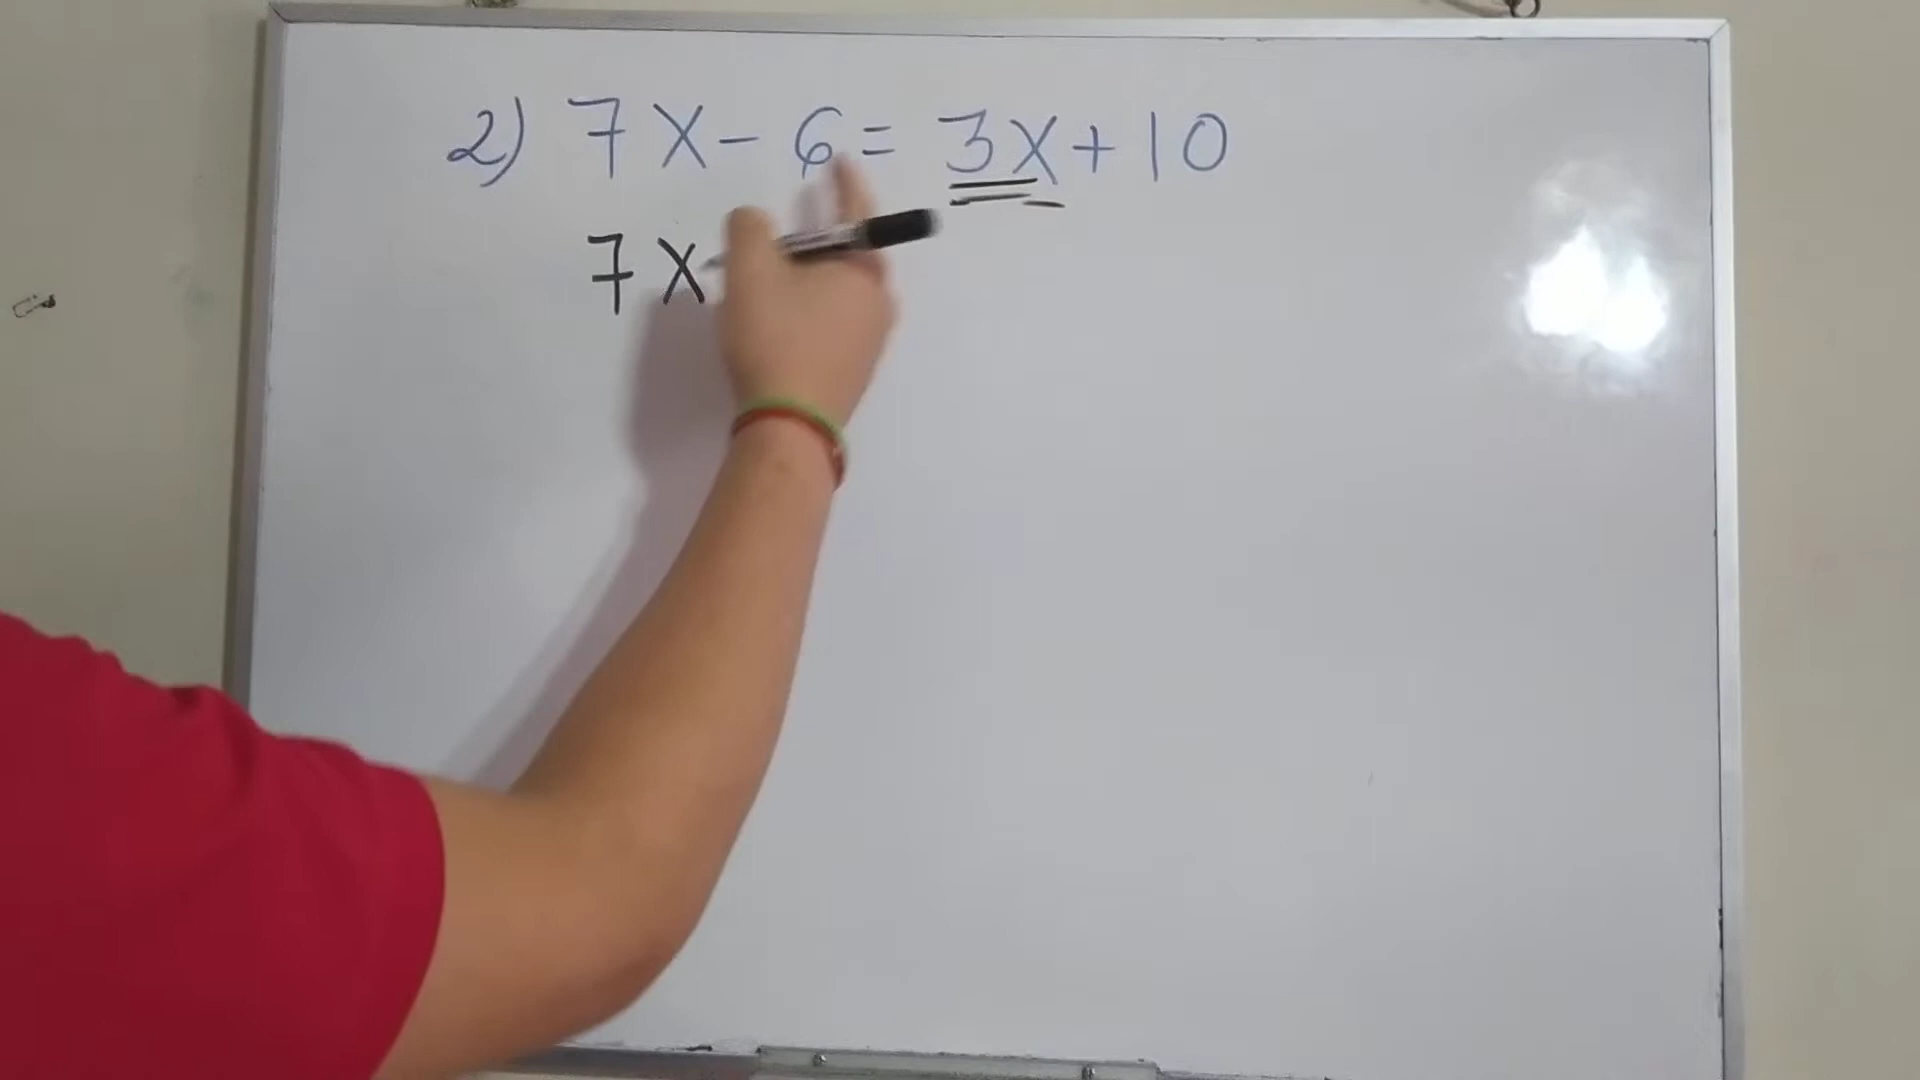 2) 7x - 6 = 3x + 10
7x